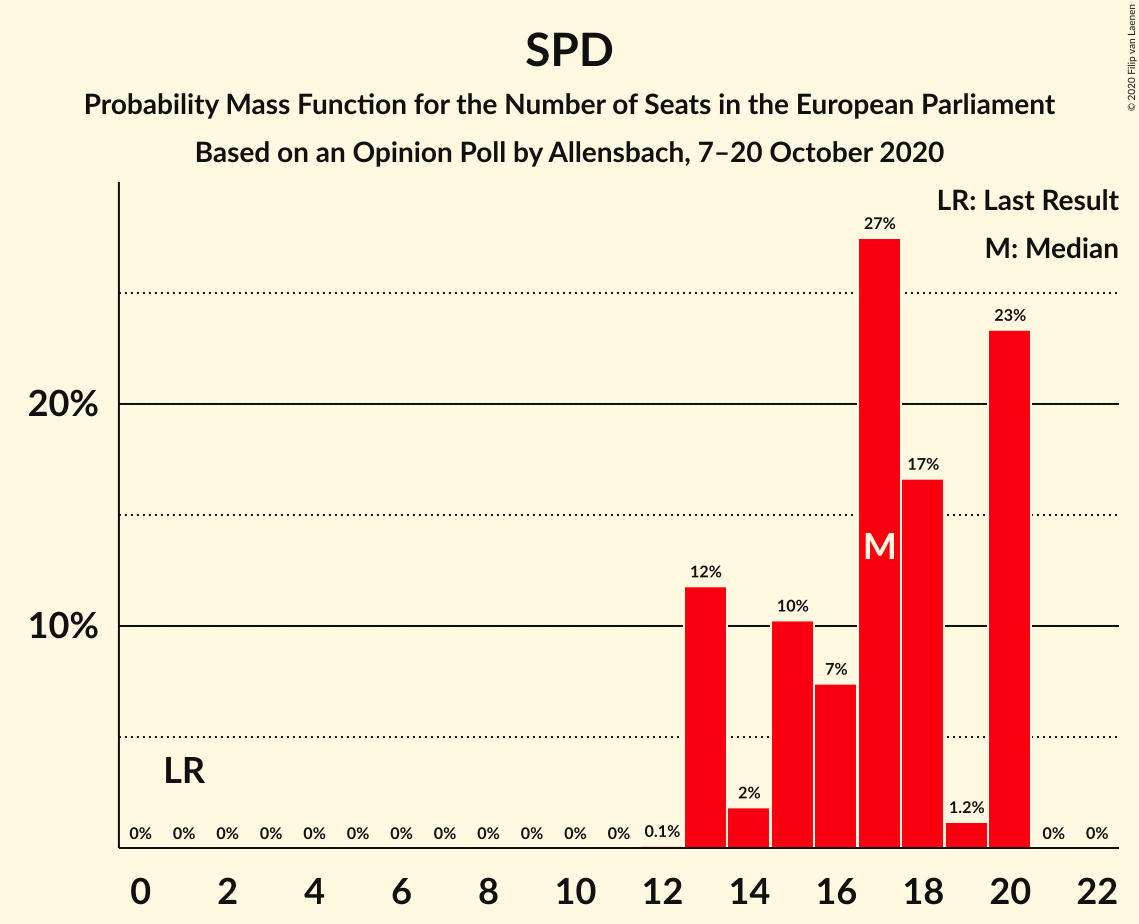 SPD
Probability Mass Function for the Number of Seats in the European Parliament
Based on an Opinion Poll by Allensbach, 7–20 October 2020
© 2020 Filip van Laenen
LR: Last Result
M: Median
27%
23%
20%
17%
M
12%
10%
10%
7%
LR
2%
1.2%
0% 0% 0% 0% 0% 0% 0% 0% 0% 0% 0% 0% 0.1% 0% 0%
0 2 4 6 8 10 12 14 16 18 20 22